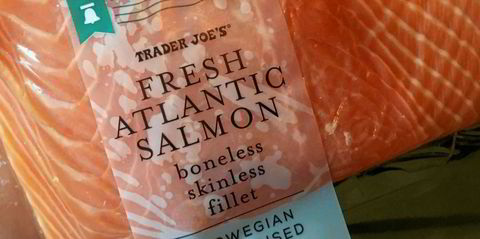 TRADER JOE'S®
FRESH
ATLANTIC
SALMON
boneless
skinless
fillet